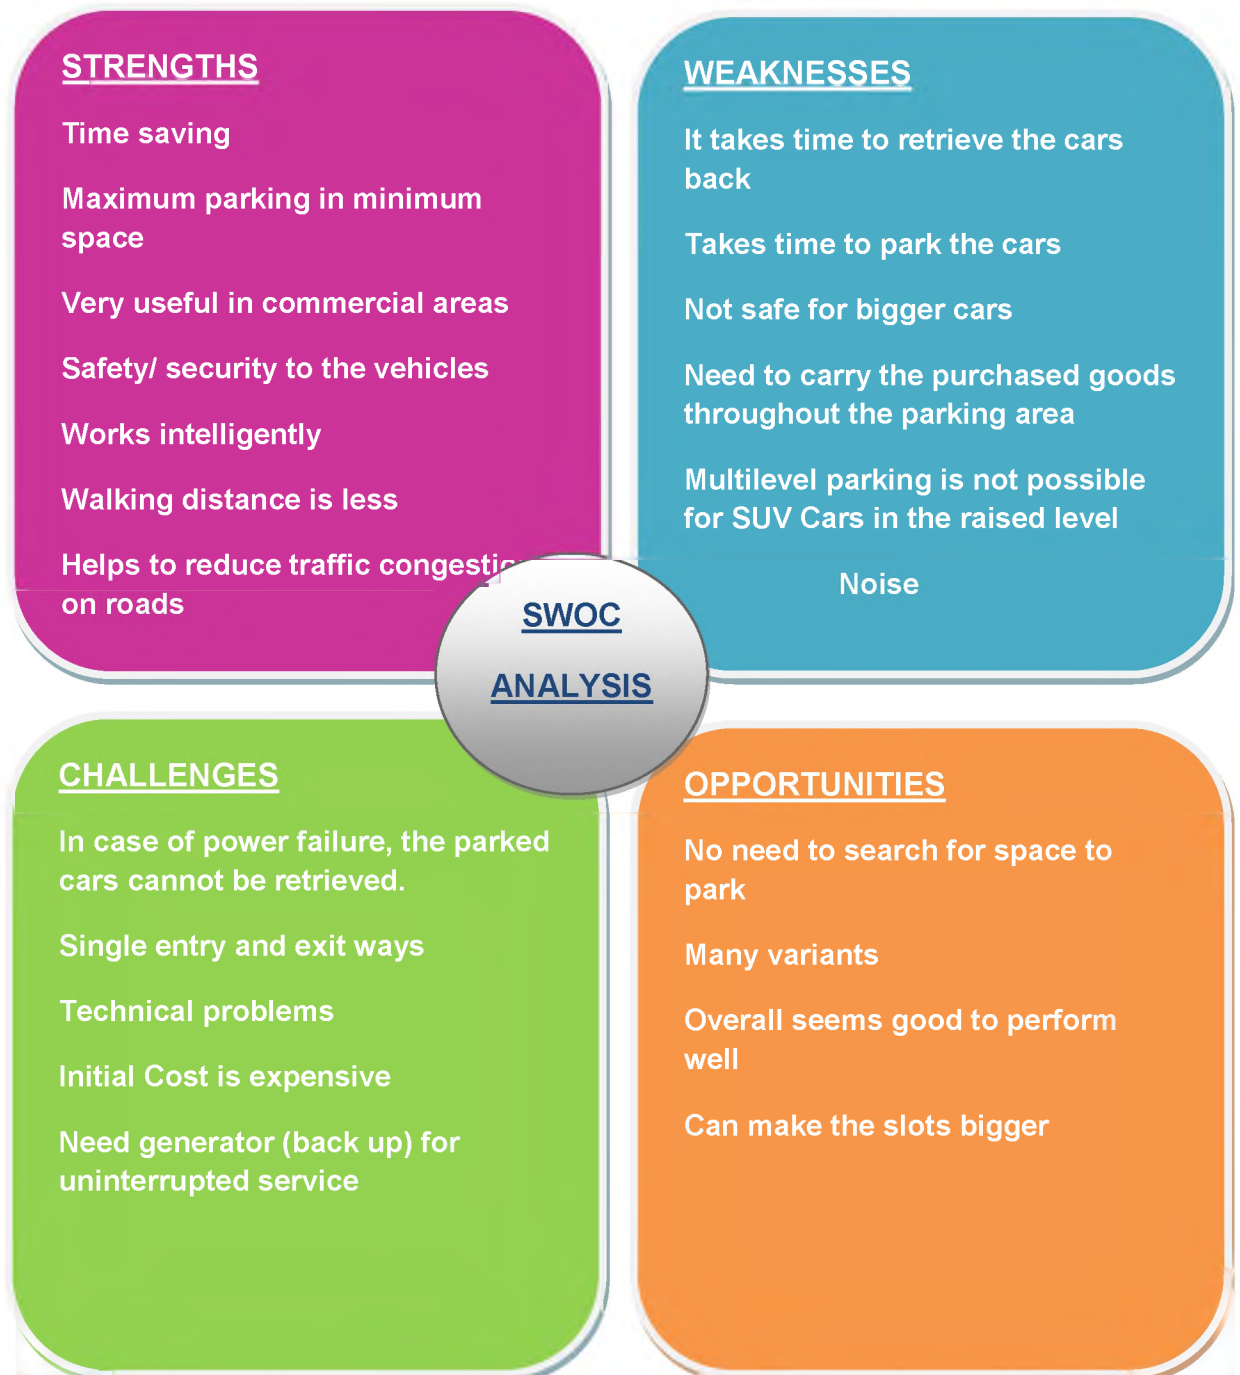 STRENGTHS
Time saving
Maximum parking in minimum
space
Very useful in commercial areas
Safety/ security to the vehicles
Works intelligently
Walking distance is less
Helps to reduce traffic
on roads
WEAKNESSES
It takes time to retrieve the cars
back
Takes time to park the cars
Not safe for bigger cars
Need to carry the purchased goods
throughout the parking area
Multilevel parking is not possible
for SUV Cars in the raised level
Noise
SWOC
ANALYSIS
CHALLENGES
In case of power failure, the parked
cars cannot be retrieved.
Single entry and exit ways
Technical problems
Initial Cost is expensive
Need generator (back up) for
uninterrupted service
OPPORTUNITIES
No need to search for space to
park
Many variants
Overall seems good to perform
well
Can make the slots bigger